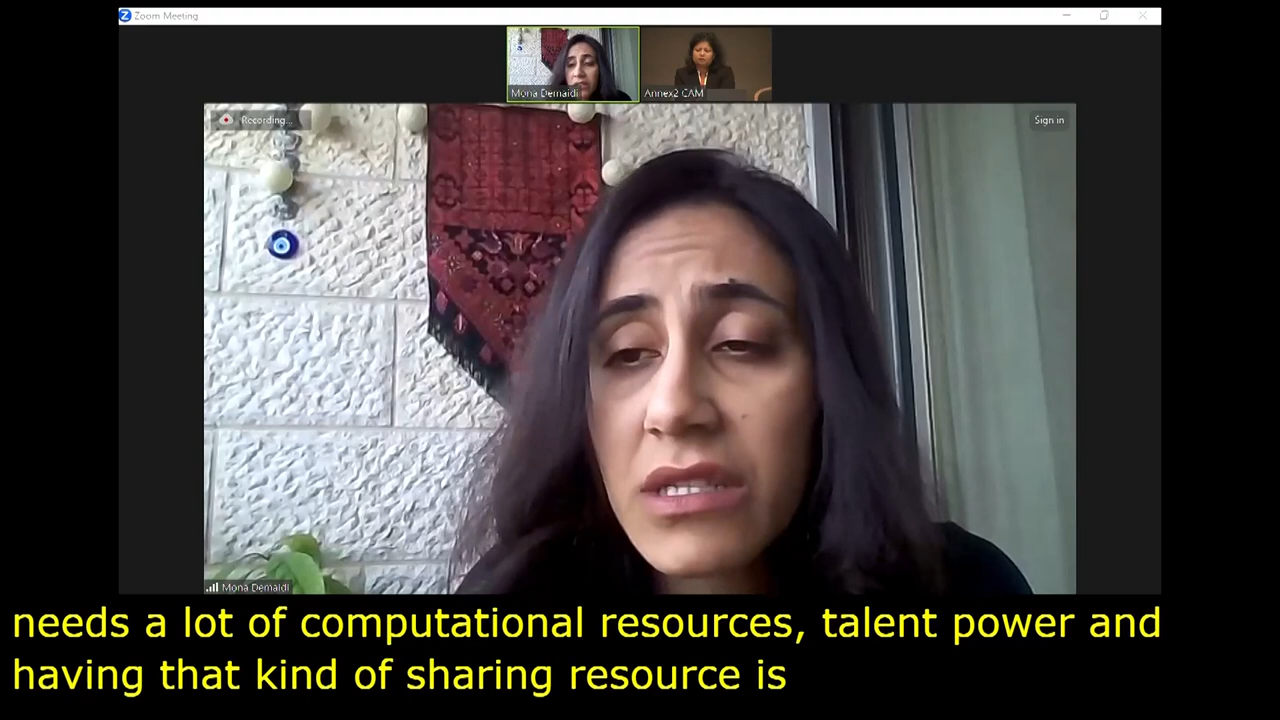 Zoom Meeting
Mona Demaidi
Annex2 CAM
Recording...
Sign in
Mona Demaidi
needs a lot of computational resources, talent power and
having that kind of sharing resource is